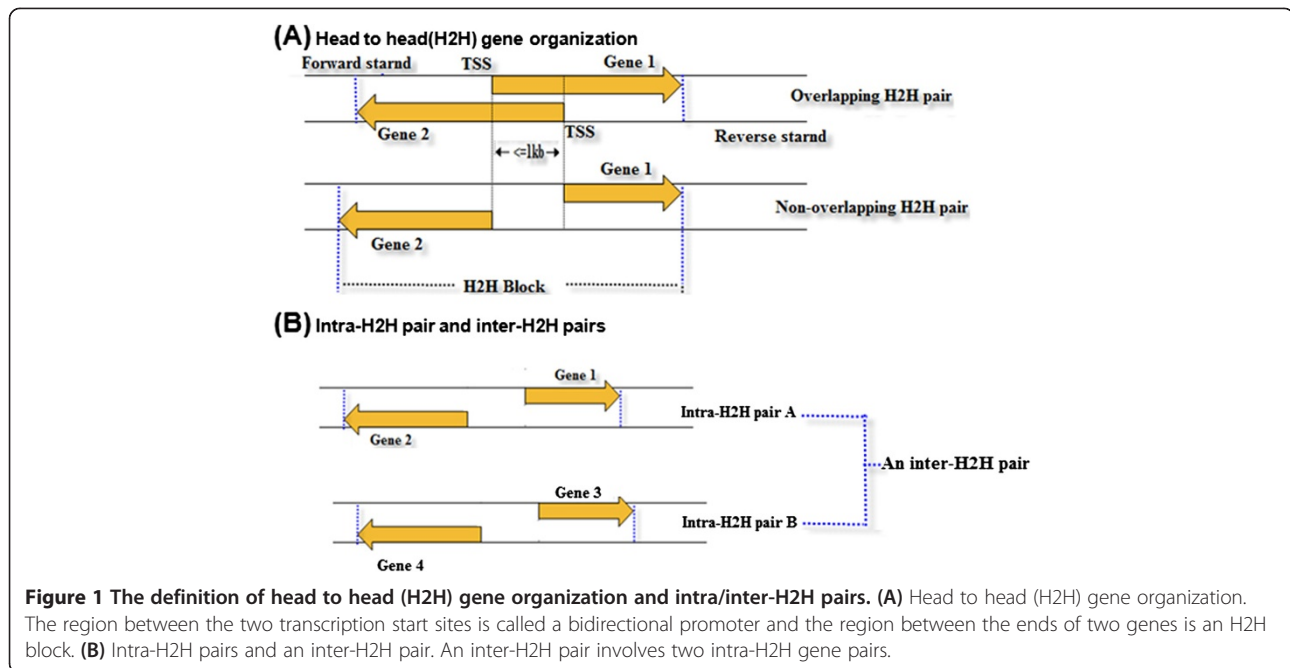 (A) Head to head(H2H) gene organization
Forward starnd
TSS
Gene 1
Overlapping H2H pair
Gene 2
TSS
Reverse starnd
<=1kb
Gene 1
Non-overlapping H2H pair
Gene 2
H2H Block
(B) Intra-H2H pair and inter-H2H pairs
Gene 1
Intra-H2H pair A
Gene 2
An inter-H2H pair
Gene 3
Intra-H2H pair B
Gene 4
Figure 1 The definition of head to head (H2H) gene organization and intra/inter-H2H pairs. (A) Head to head (H2H) gene organization.
The region between the two transcription start sites is called a bidirectional promoter and the region between the ends of two genes is an H2H
block. (B) Intra-H2H pairs and an inter-H2H pair. An inter-H2H pair involves two intra-H2H gene pairs.